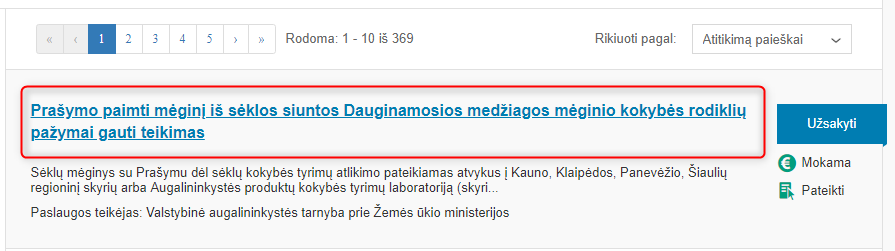 « ‹ 1 2 3 4 5 › » Rodoma: 1 - 10 iš 369 Rikiuoti pagal: Atitikimą paieškai
Prašymo paimti mėginį iš sėklos siuntos Dauginamosios medžiagos mėginio kokybės rodiklių
pažymai gauti teikimas
Užsakyti
Mokama
Pateikti
Sėklų mėginys su Prašymu dėl sėklų kokybės tyrimų atlikimo pateikiamas atvykus į Kauno, Klaipėdos, Panevėžio, Šiaulių
regioninį skyrių arba Augalininkystės produktų kokybės tyrimų laboratoriją (skyri...
Paslaugos teikėjas: Valstybinė augalininkystės tarnyba prie Žemės ūkio ministerijos